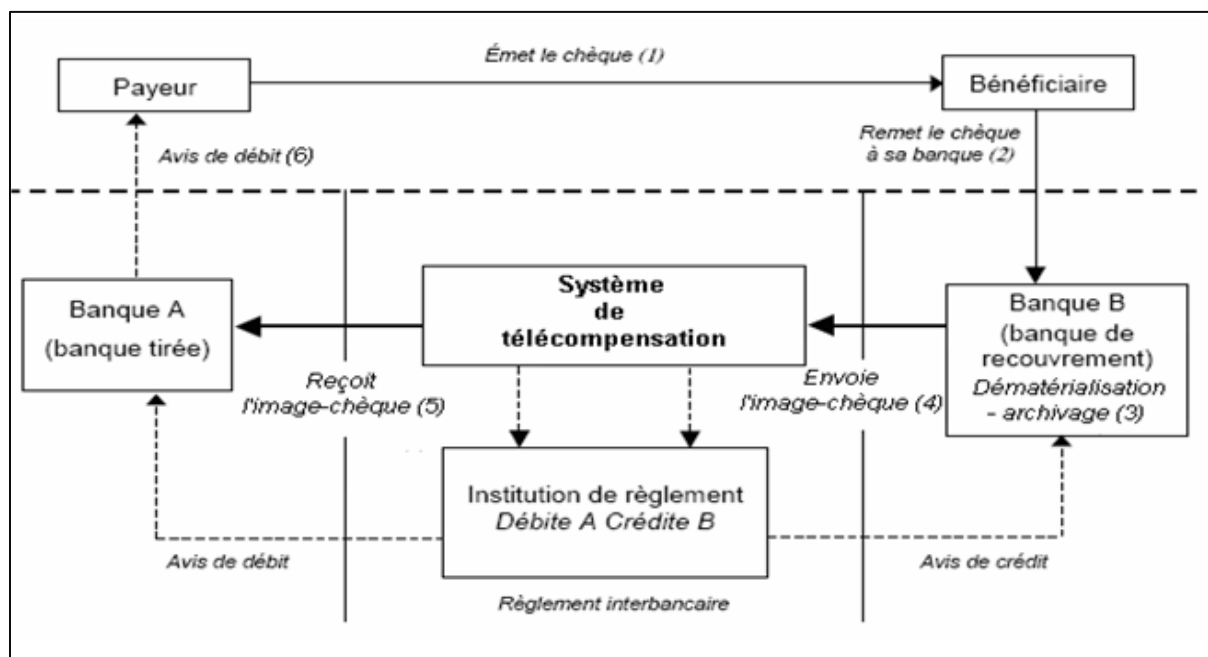 Émet le chèque (1)
Payeur
Bénéficiaire
Remet le chèque
à sa banque (2)
Avis de débit (6)
Système
de
télécompensation
Banque A
(banque tirée)
Banque B
(banque de
recouvrement)
Dématérialisation
- archivage (3)
Reçoit
l'image-chèque (5)
Envoie
l'image-chèque (4)
Institution de règlement
Débite A Crédite B
Avis de débit
Avis de crédit
Règlement interbancaire